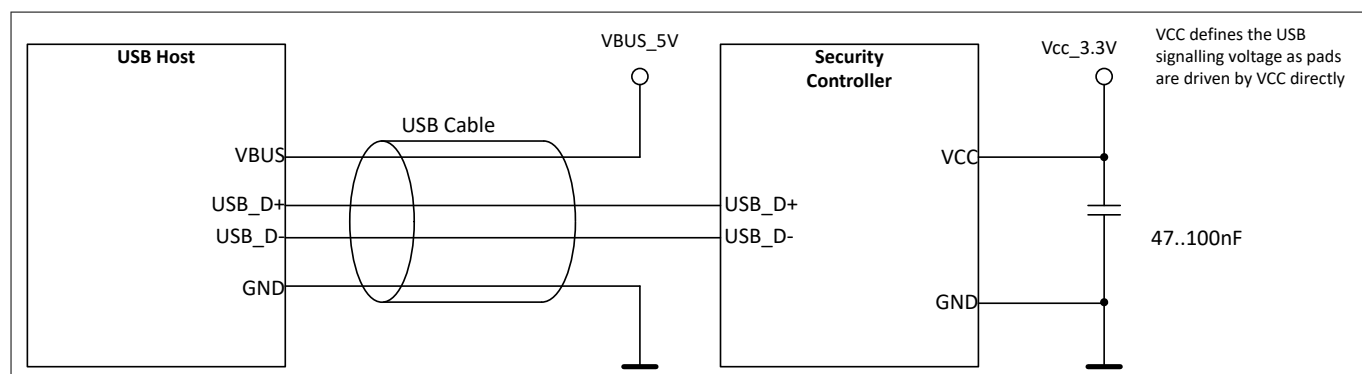 USB Host
VBUS_5V
Security
Controller
Vcc_3.3V
VCC defines the USB
signalling voltage as pads
are driven by VCC directly
USB Cable
VBUS
VCC
USB_D+
USB_D+
USB_D-
USB_D-
47..100nF
GND
GND